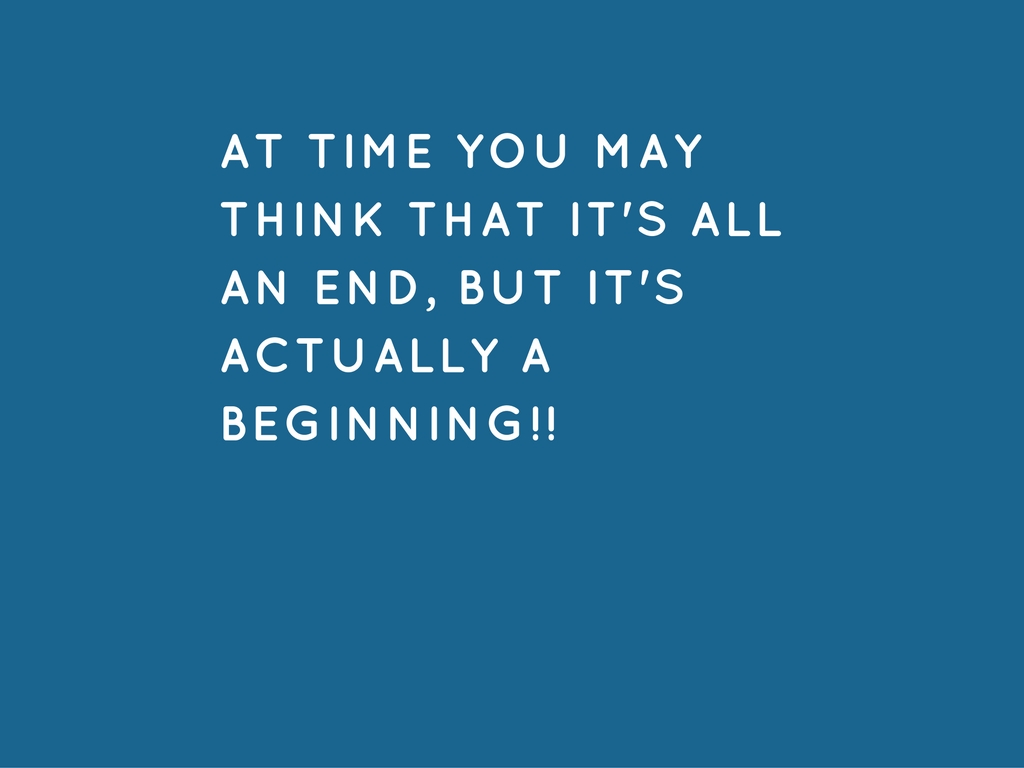 AT TIME YOU MAY
THINK THAT IT'S ALL
AN END, BUT IT'S
ACTUALLY A
BEGINNING!!